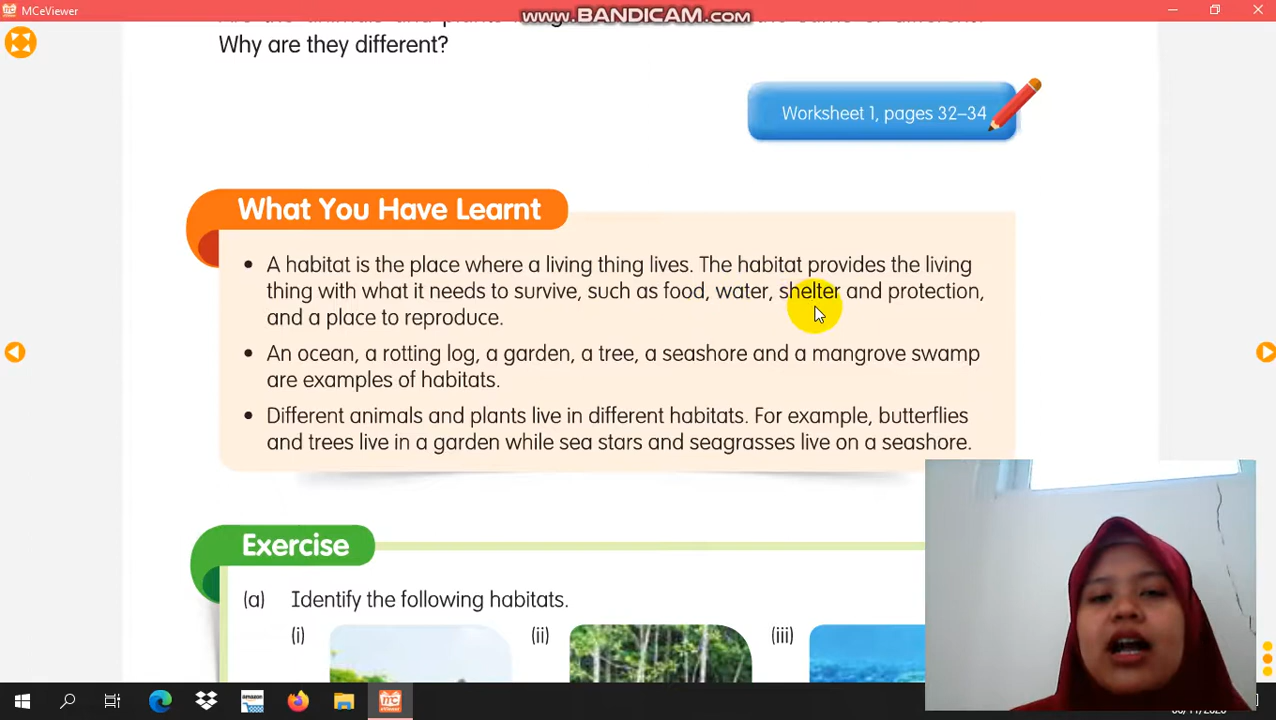 MCeViewer
www.BANDICAM.com
Why are they different?
Worksheet 1, pages 32–34
What You Have Learnt
• A habitat is the place where a living thing lives. The habitat provides the living
thing with what it needs to survive, such as food, water, shelter and protection,
and a place to reproduce.
• An ocean, a rotting log, a garden, a tree, a seashore and a mangrove swamp
are examples of habitats.
• Different animals and plants live in different habitats. For example, butterflies
and trees live in a garden while sea stars and seagrasses live on a seashore.
Exercise
(a) Identify the following habitats.
(i) (ii) (iii)
amazon